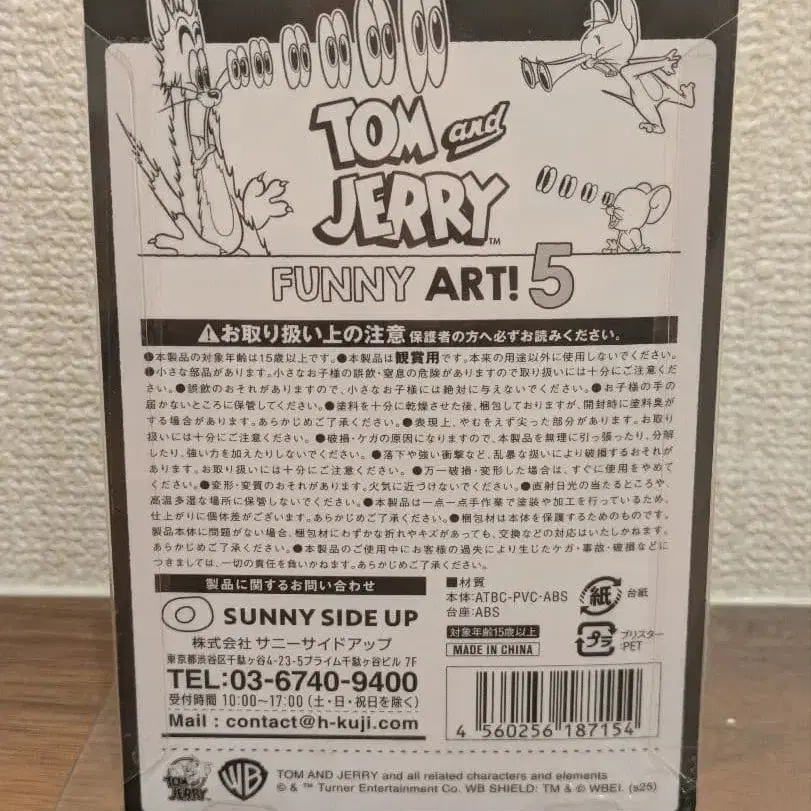 TOM and
JERRY™
FUNNY ART! 5
⚠お取り扱い上の注意 保護者の方へ必ずお読みください。
●本製品の対象年齢は15歳以上です。●本製品は観賞用です。本来の用途以外に使用しないでください。
●小さな部品があります。小さなお子様の誤飲・窒息の危険がありますので取り扱いには十分にご注意くださ
い。●誤飲のおそれがありますので、小さなお子様には絶対に与えないでください。●お子様の手の
届かないところに保管してください。●塗料を十分に乾燥させた後、梱包しておりますが、開封時に塗料臭が
する場合があります。あらかじめご了承ください。●表現上、やむをえず尖った部分があります。お取り
扱いには十分にご注意ください。●破損・ケガの原因になりますので、本製品を無理に引っ張ったり、分解
したり、強い力を加えたりしないでください。●落下や強い衝撃など、乱暴な扱いにより破損するおそれが
あります。お取り扱いには十分にご注意ください。●万一破損・変形した場合は、すぐに使用をやめて
ください。●変形・変質のおそれがあります。火気に近づけないでください。●直射日光の当たるところや、
高温多湿な場所に保管しないでください。●本製品は一点一点手作業で塗装や加工を行っているため、
仕上がりに個体差がございます。あらかじめご了承ください。●梱包材は本体を保護するためのものです。
製品本体に問題がない場合、梱包材にわずかな折れやキズがあっても、交換などの対応はいたしかねます。
あらかじめご了承ください。●本製品のご使用中にお客様の過失により生じたケガ・事故・破損などに
つきましては、一切の責任を負いかねます。あらかじめご了承ください。
製品に関するお問い合わせ
SUNNY SIDE UP
株式会社 サニーサイドアップ
東京都渋谷区千駄ヶ谷4-23-5プライム千駄ヶ谷ビル 7F
TEL:03-6740-9400
受付時間 10:00〜17:00(土・日・祝日を除く)
Mail : contact@h-kuji.com
■材質
本体:ATBC-PVC・ABS
台座:ABS
対象年齢15歳以上
MADE IN CHINA
紙 台紙
プラ ブリスター
:PET
4 560256 187154
TOM and JERRY
WB
TOM AND JERRY and all related characters and elements
© & ™ Turner Entertainment Co. WB SHIELD: TM & © WBEI. (s25)